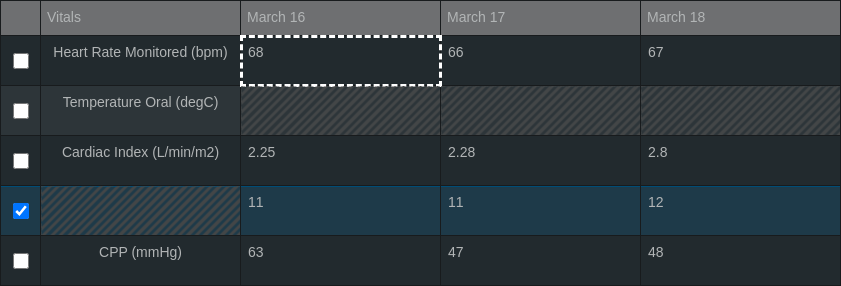 Vitals March 16 March 17 March 18
Heart Rate Monitored (bpm) 68 66 67
Temperature Oral (degC)
Cardiac Index (L/min/m2) 2.25 2.28 2.8
11 11 12
CPP (mmHg) 63 47 48